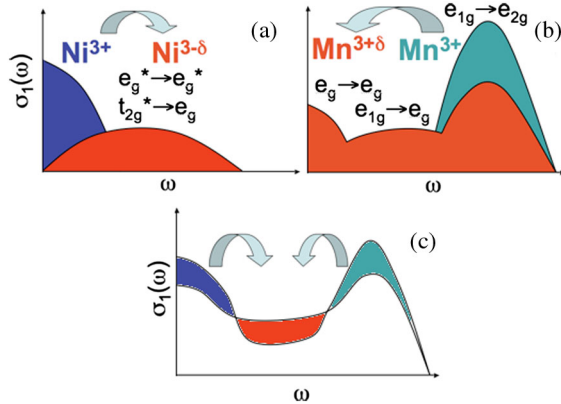 (a)
Ni3+ Ni3-δ
eg*→eg*
t2g*→eg
σ1(ω)
ω
(b)
e1g→e2g
Mn3+δ Mn3+
eg→eg
e1g→eg
ω
(c)
σ1(ω)
ω